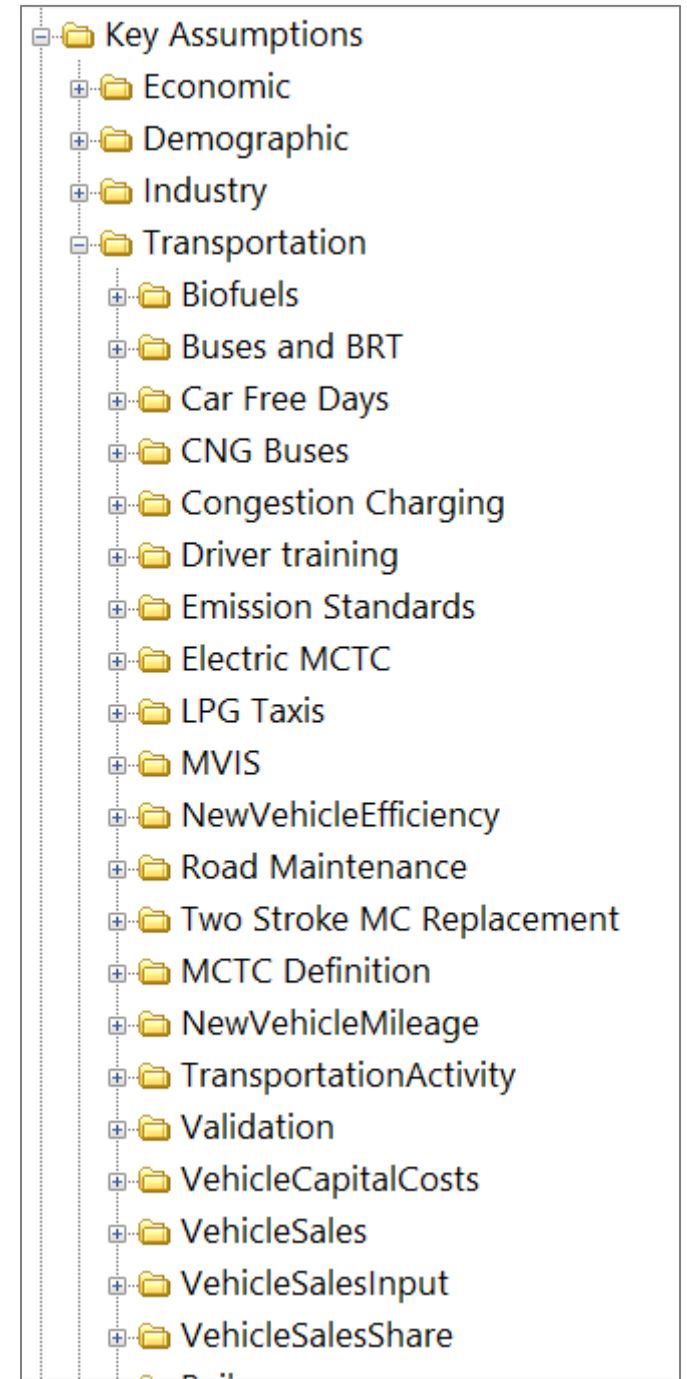 Key Assumptions
Economic
Demographic
Industry
Transportation
Biofuels
Buses and BRT
Car Free Days
CNG Buses
Congestion Charging
Driver training
Emission Standards
Electric MCTC
LPG Taxis
MVIS
NewVehicleEfficiency
Road Maintenance
Two Stroke MC Replacement
MCTC Definition
NewVehicleMileage
TransportationActivity
Validation
VehicleCapitalCosts
VehicleSales
VehicleSalesInput
VehicleSalesShare